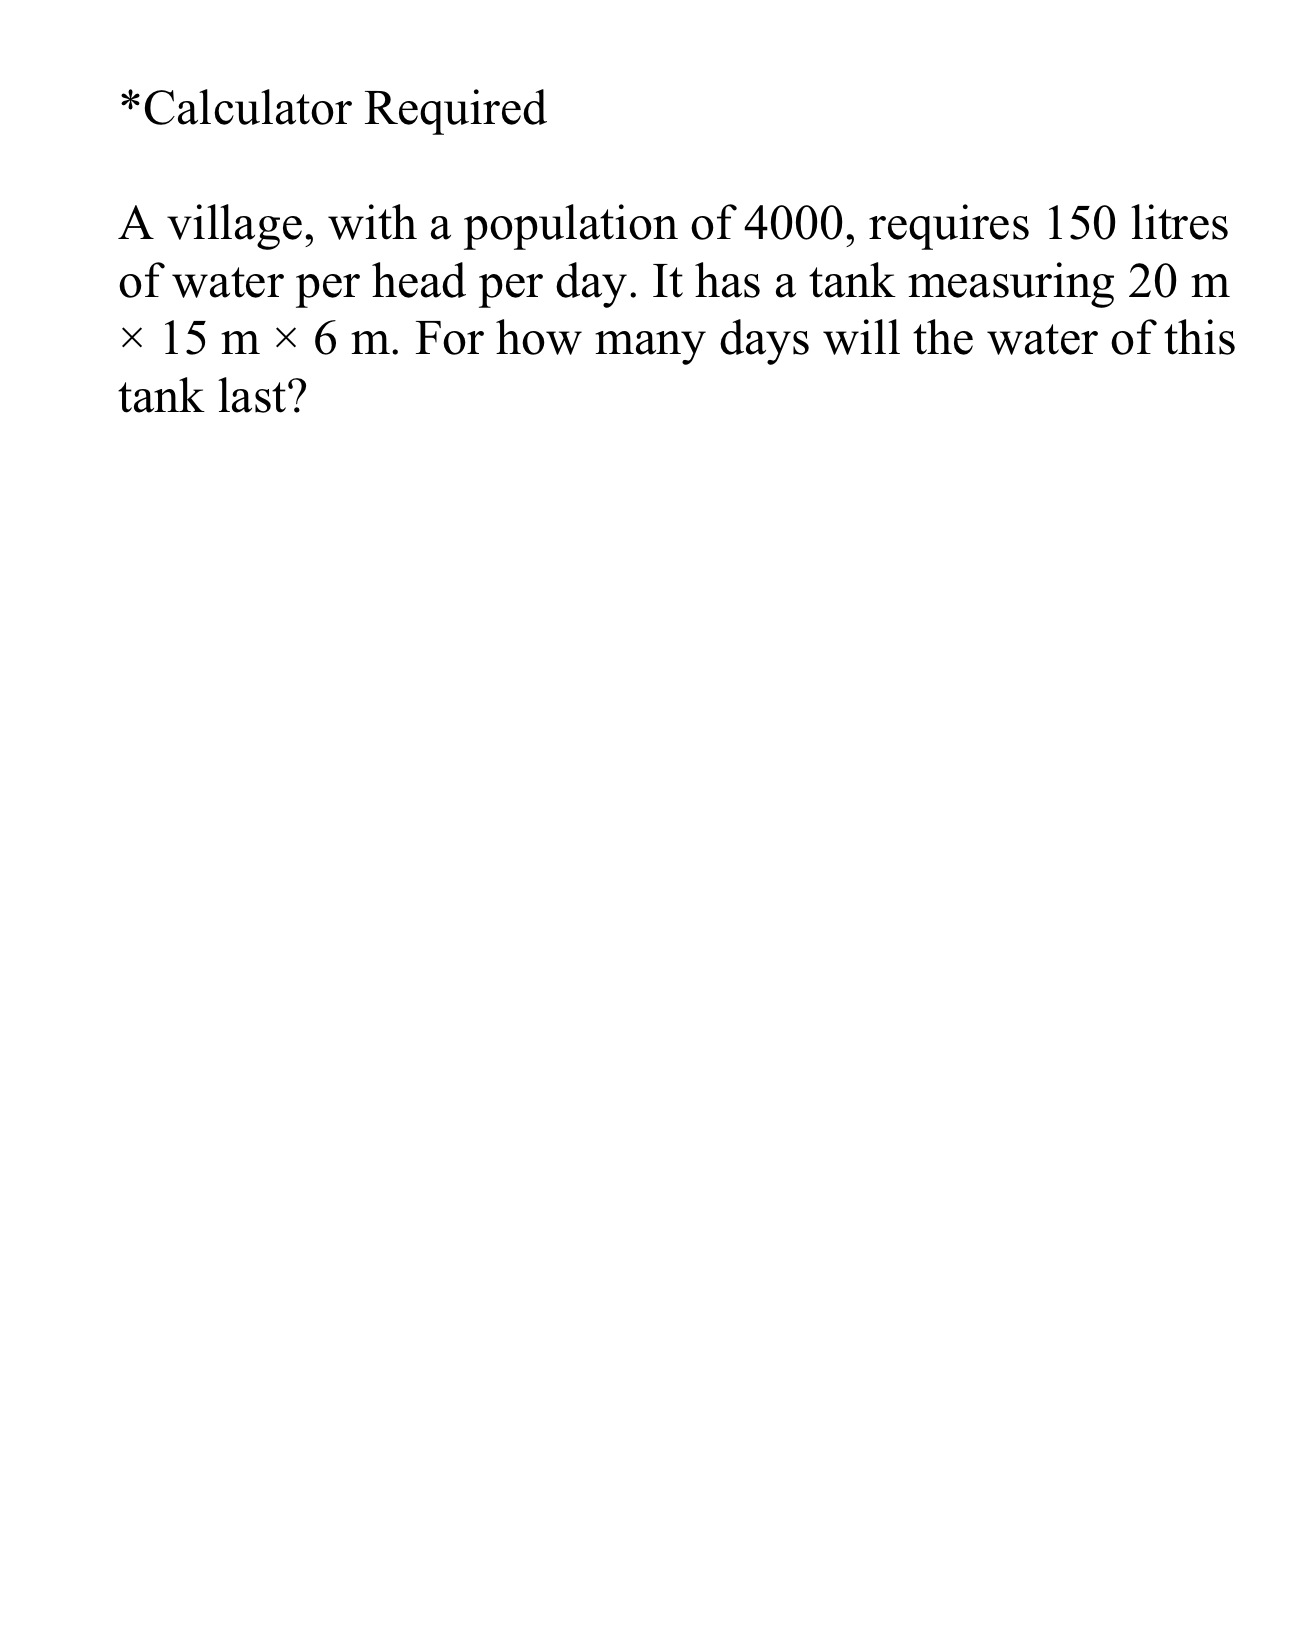 *Calculator Required
A village, with a population of 4000, requires 150 litres
of water per head per day. It has a tank measuring 20 m
× 15 m × 6 m. For how many days will the water of this
tank last?